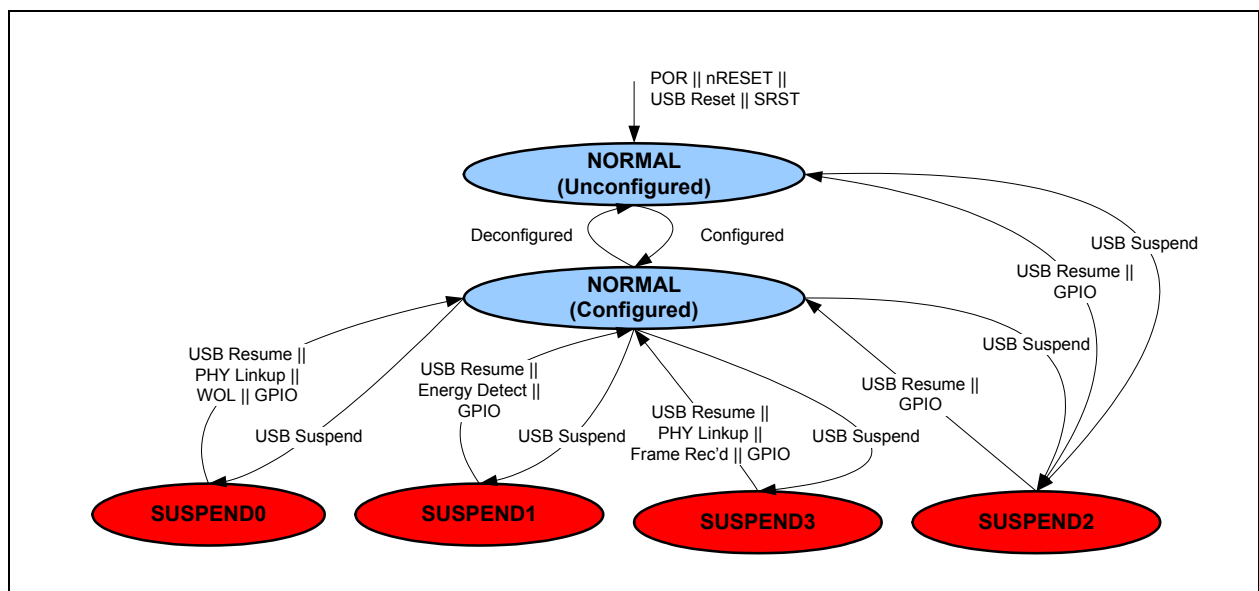 POR || nRESET ||
USB Reset || SRST
NORMAL
(Unconfigured)
Deconfigured
Configured
USB Suspend
USB Resume ||
GPIO
NORMAL
(Configured)
USB Suspend
USB Resume ||
PHY Linkup ||
WOL || GPIO
USB Resume ||
Energy Detect ||
GPIO
USB Resume ||
GPIO
USB Resume ||
PHY Linkup ||
Frame Rec'd || GPIO
USB Suspend
USB Suspend
USB Suspend
SUSPEND0
SUSPEND1
SUSPEND3
SUSPEND2